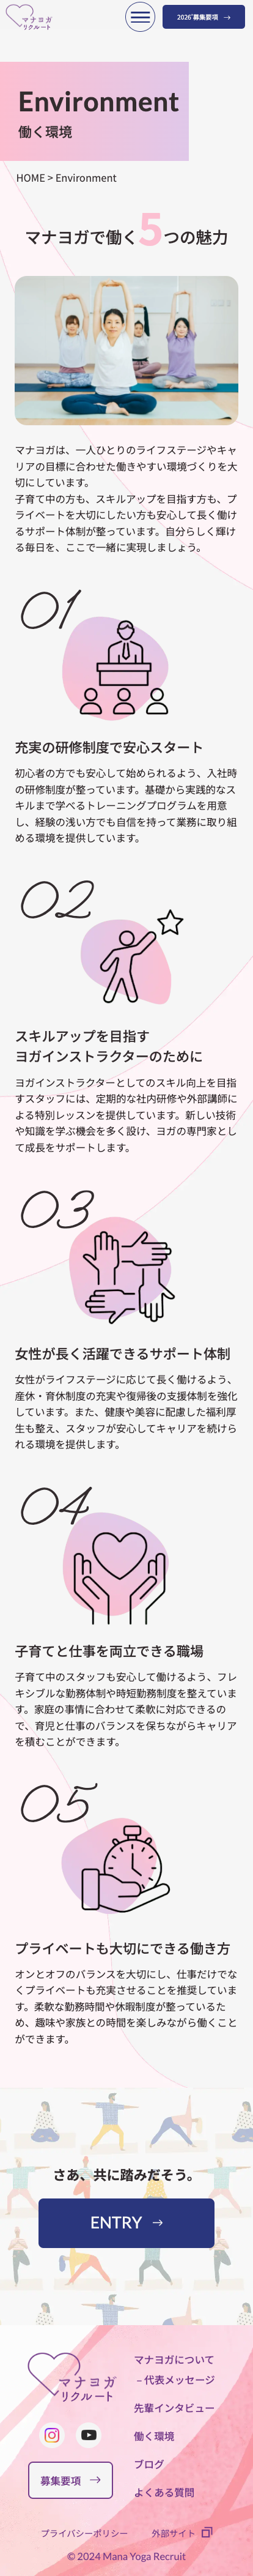 マナヨガ
リクルート
2026'募集要項
Environment
働く環境
HOME > Environment
マナヨガで働く5つの魅力
マナヨガは、一人ひとりのライフステージやキャ
リアの目標に合わせた働きやすい環境づくりを大
切にしています。
子育て中の方も、スキルアップを目指す方も、プ
ライベートを大切にしたい方も安心して長く働け
るサポート体制が整っています。自分らしく輝け
る毎日を、ここで一緒に実現しましょう。
01
充実の研修制度で安心スタート
初心者の方でも安心して始められるよう、入社時
の研修制度が整っています。基礎から実践的なス
キルまで学べるトレーニングプログラムを用意
し、経験の浅い方でも自信を持って業務に取り組
める環境を提供しています。
02
スキルアップを目指す
ヨガインストラクターのために
ヨガインストラクターとしてのスキル向上を目指
すスタッフには、定期的な社内研修や外部講師に
よる特別レッスンを提供しています。新しい技術
や知識を学ぶ機会を多く設け、ヨガの専門家とし
て成長をサポートします。
03
女性が長く活躍できるサポート体制
女性がライフステージに応じて長く働けるよう、
産休・育休制度の充実や復帰後の支援体制を強化
しています。また、健康や美容に配慮した福利厚
生も整え、スタッフが安心してキャリアを続けら
れる環境を提供します。
04
子育てと仕事を両立できる職場
子育て中のスタッフも安心して働けるよう、フレ
キシブルな勤務体制や時短勤務制度を整えていま
す。家庭の事情に合わせて柔軟に対応できるの
で、育児と仕事のバランスを保ちながらキャリア
を積むことができます。
05
プライベートも大切にできる働き方
オンとオフのバランスを大切にし、仕事だけでな
くプライベートも充実させることを推奨していま
す。柔軟な勤務時間や休暇制度が整っているた
め、趣味や家族との時間を楽しみながら働くこと
ができます。
さあ、共に踏みだそう。
ENTRY
マナヨガ
リクルート
募集要項
マナヨガについて
– 代表メッセージ
先輩インタビュー
働く環境
ブログ
よくある質問
プライバシーポリシー
外部サイト
© 2024 Mana Yoga Recruit